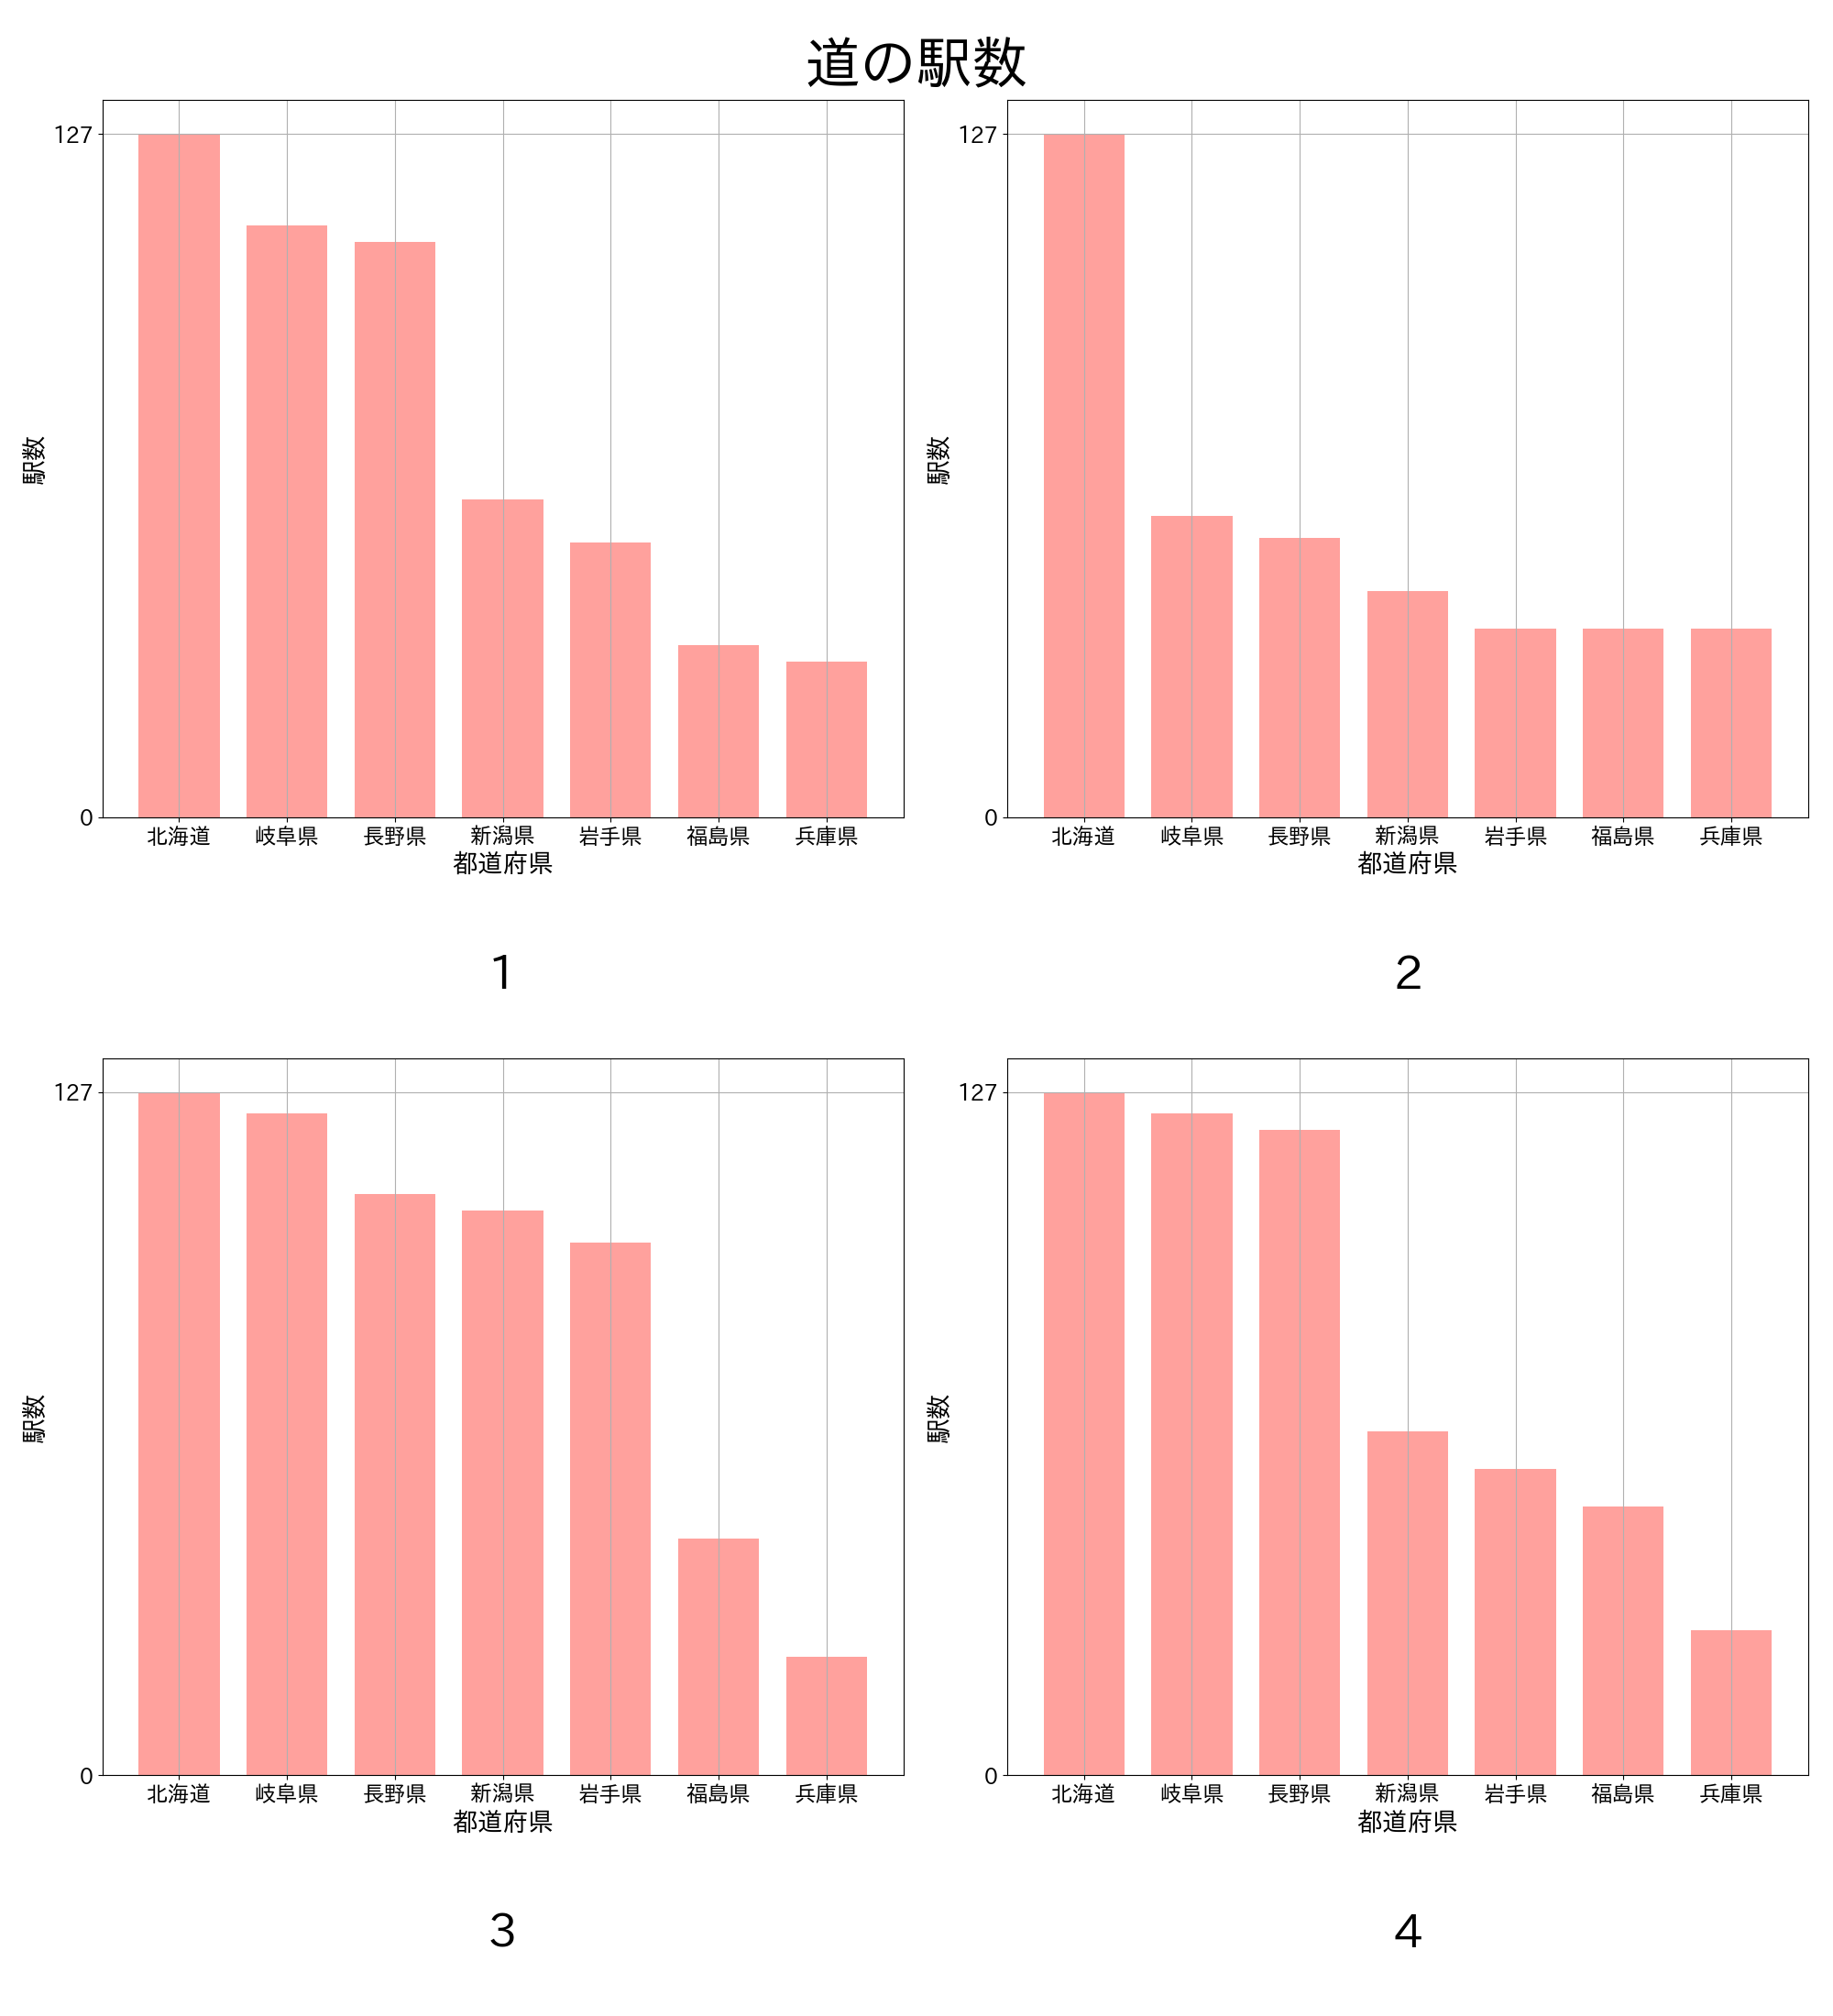 道の駅数
127
0
駅数
北海道 岐阜県 長野県 新潟県 岩手県 福島県 兵庫県
都道府県
1
127
0
駅数
北海道 岐阜県 長野県 新潟県 岩手県 福島県 兵庫県
都道府県
2
127
0
駅数
北海道 岐阜県 長野県 新潟県 岩手県 福島県 兵庫県
都道府県
3
127
0
駅数
北海道 岐阜県 長野県 新潟県 岩手県 福島県 兵庫県
都道府県
4